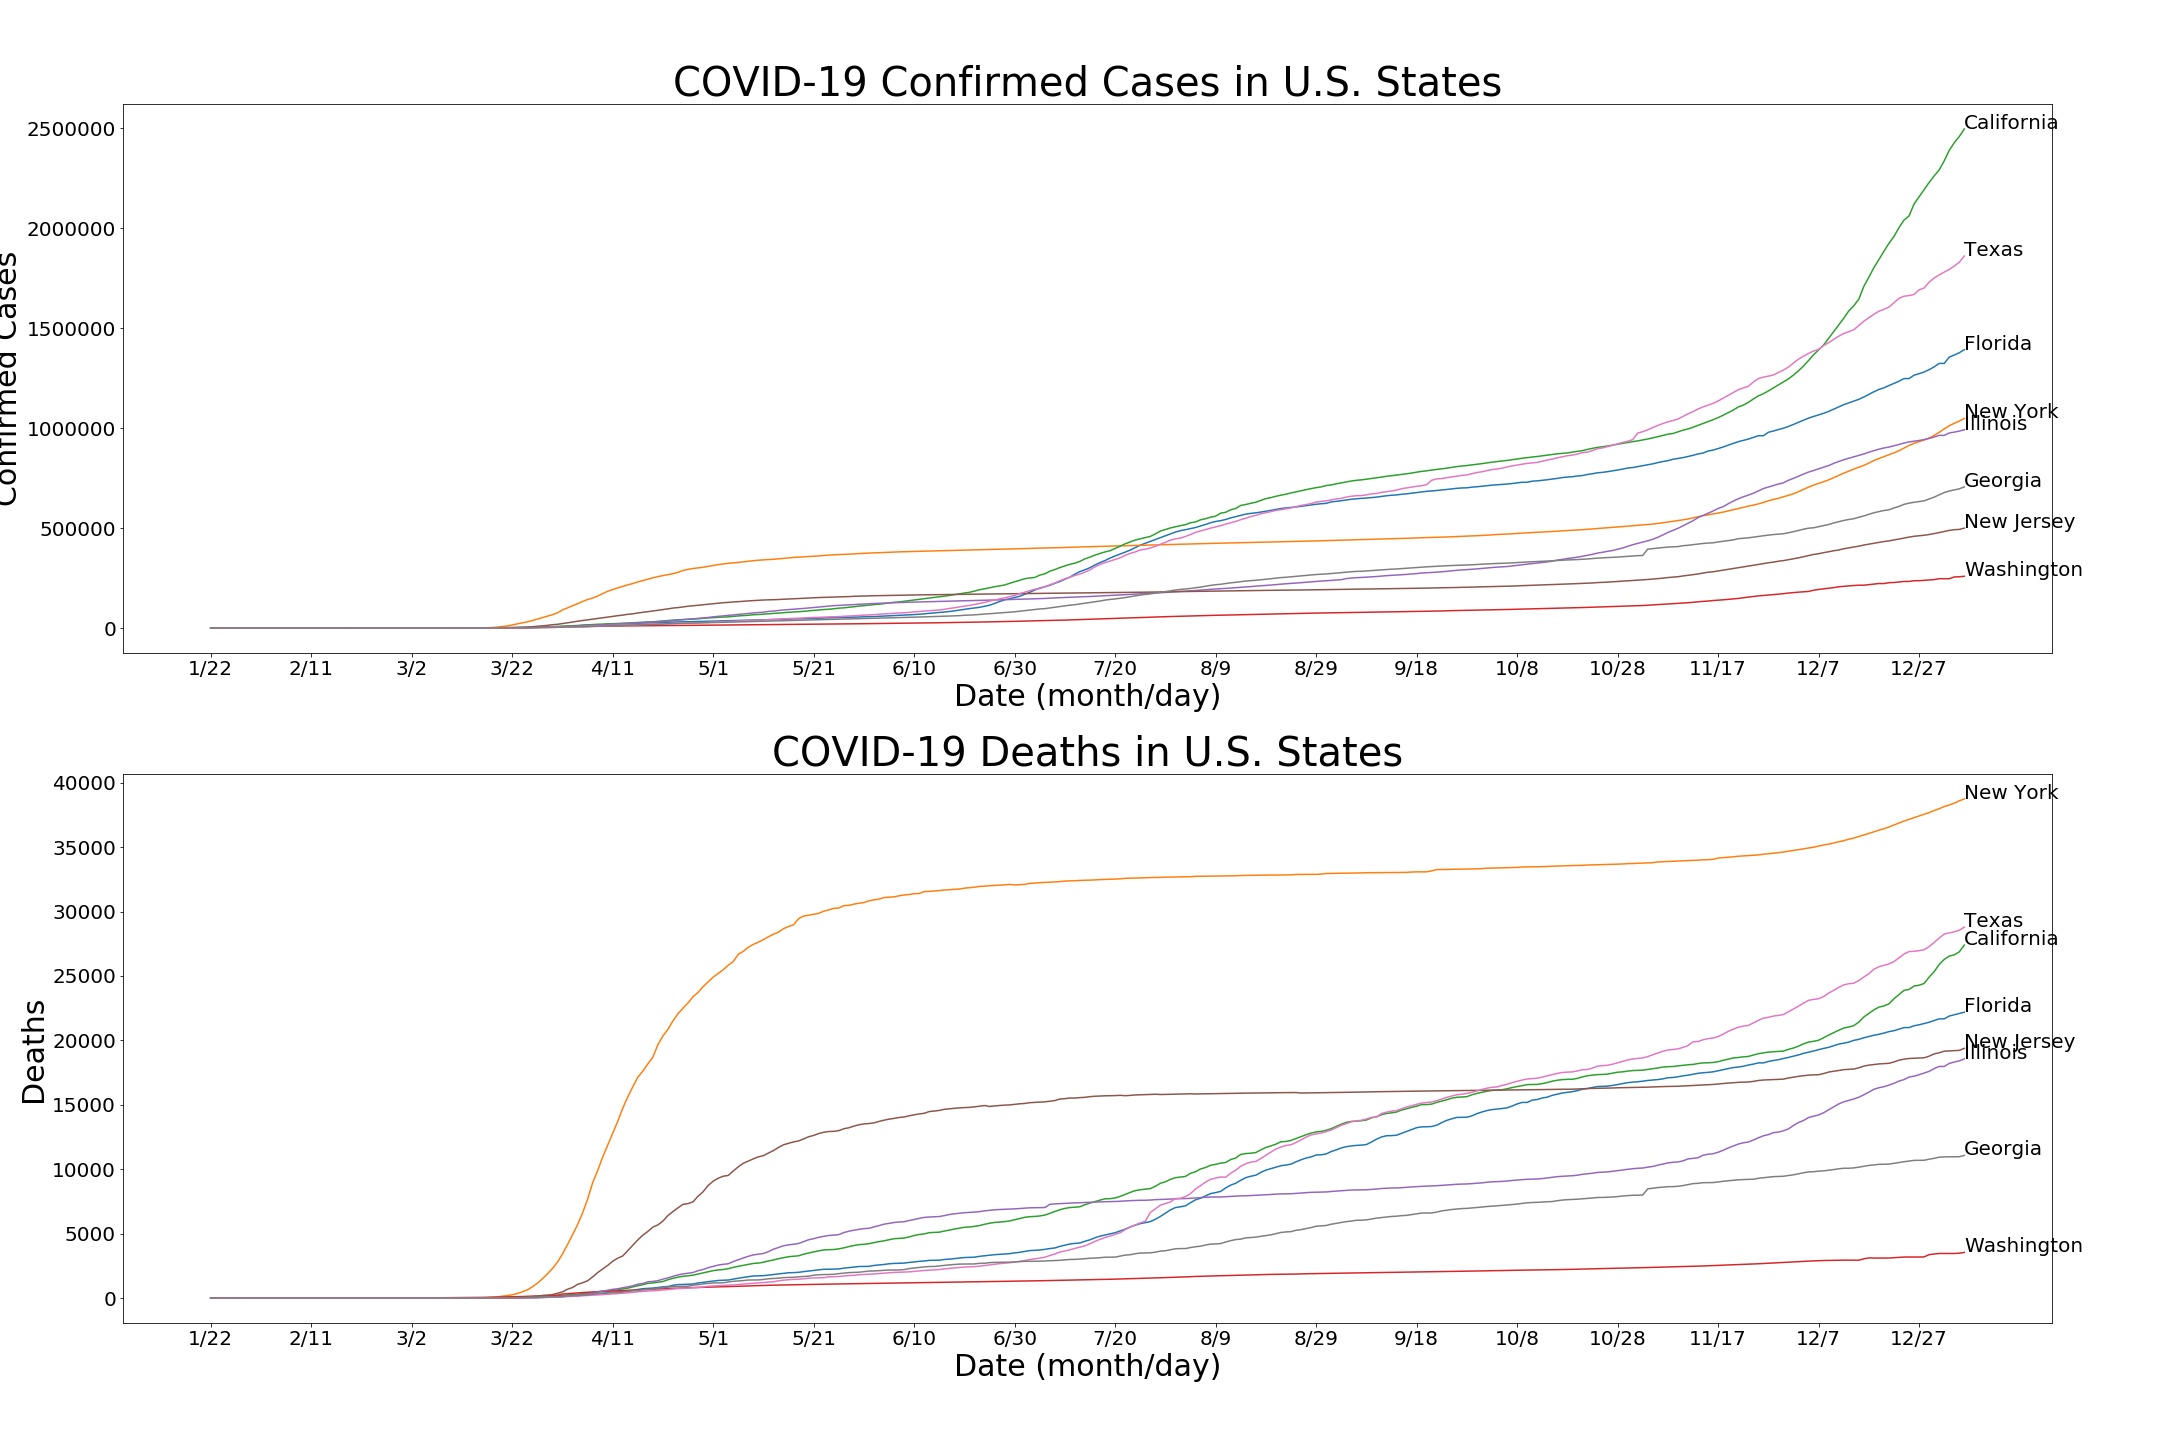 COVID-19 Confirmed Cases in U.S. States
Confirmed Cases
2500000
2000000
1500000
1000000
500000
0
California
Texas
Florida
New York
Illinois
Georgia
New Jersey
Washington
1/22 2/11 3/2 3/22 4/11 5/1 5/21 6/10 6/30 7/20 8/9 8/29 9/18 10/8 10/28 11/17 12/7 12/27
Date (month/day)
COVID-19 Deaths in U.S. States
Deaths
40000
35000
30000
25000
20000
15000
10000
5000
0
New York
Texas
California
Florida
New Jersey
Illinois
Georgia
Washington
1/22 2/11 3/2 3/22 4/11 5/1 5/21 6/10 6/30 7/20 8/9 8/29 9/18 10/8 10/28 11/17 12/7 12/27
Date (month/day)